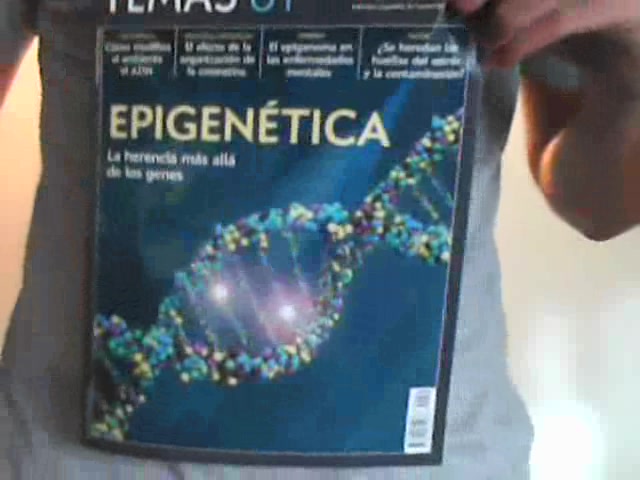 TEMAS 81
Cómo modifica
el ambiente
el ADN
El efecto de la
organización de
la cromatina
El epigenoma en
las enfermedades
mentales
¿Se heredan las
huellas del estrés
y la contaminación?
EPIGENÉTICA
La herencia más allá
de los genes